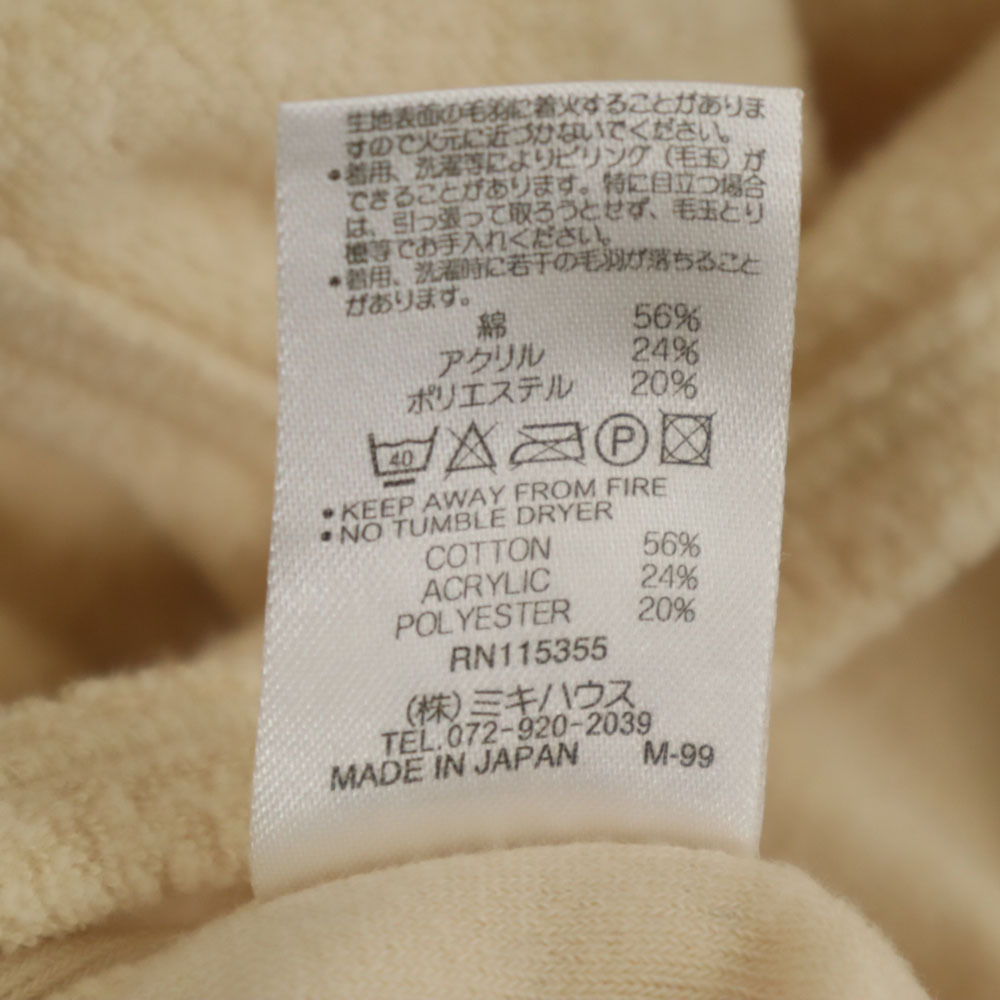 生地表面の毛羽に着火することがありま
すので火元に近づかないでください。
•着用、洗濯等によりピリング（毛玉）が
できることがあります。特に目立つ場合
は、引っ張って取ろうとせず、毛玉とり
機等でお手入れください。
•着用、洗濯時に若干の毛羽が落ちること
があります。
綿 56%
アクリル 24%
ポリエステル 20%
40 P
•KEEP AWAY FROM FIRE
•NO TUMBLE DRYER
COTTON 56%
ACRYLIC 24%
POLYESTER 20%
RN115355
(株)ミキハウス
TEL.072-920-2039
MADE IN JAPAN M-99